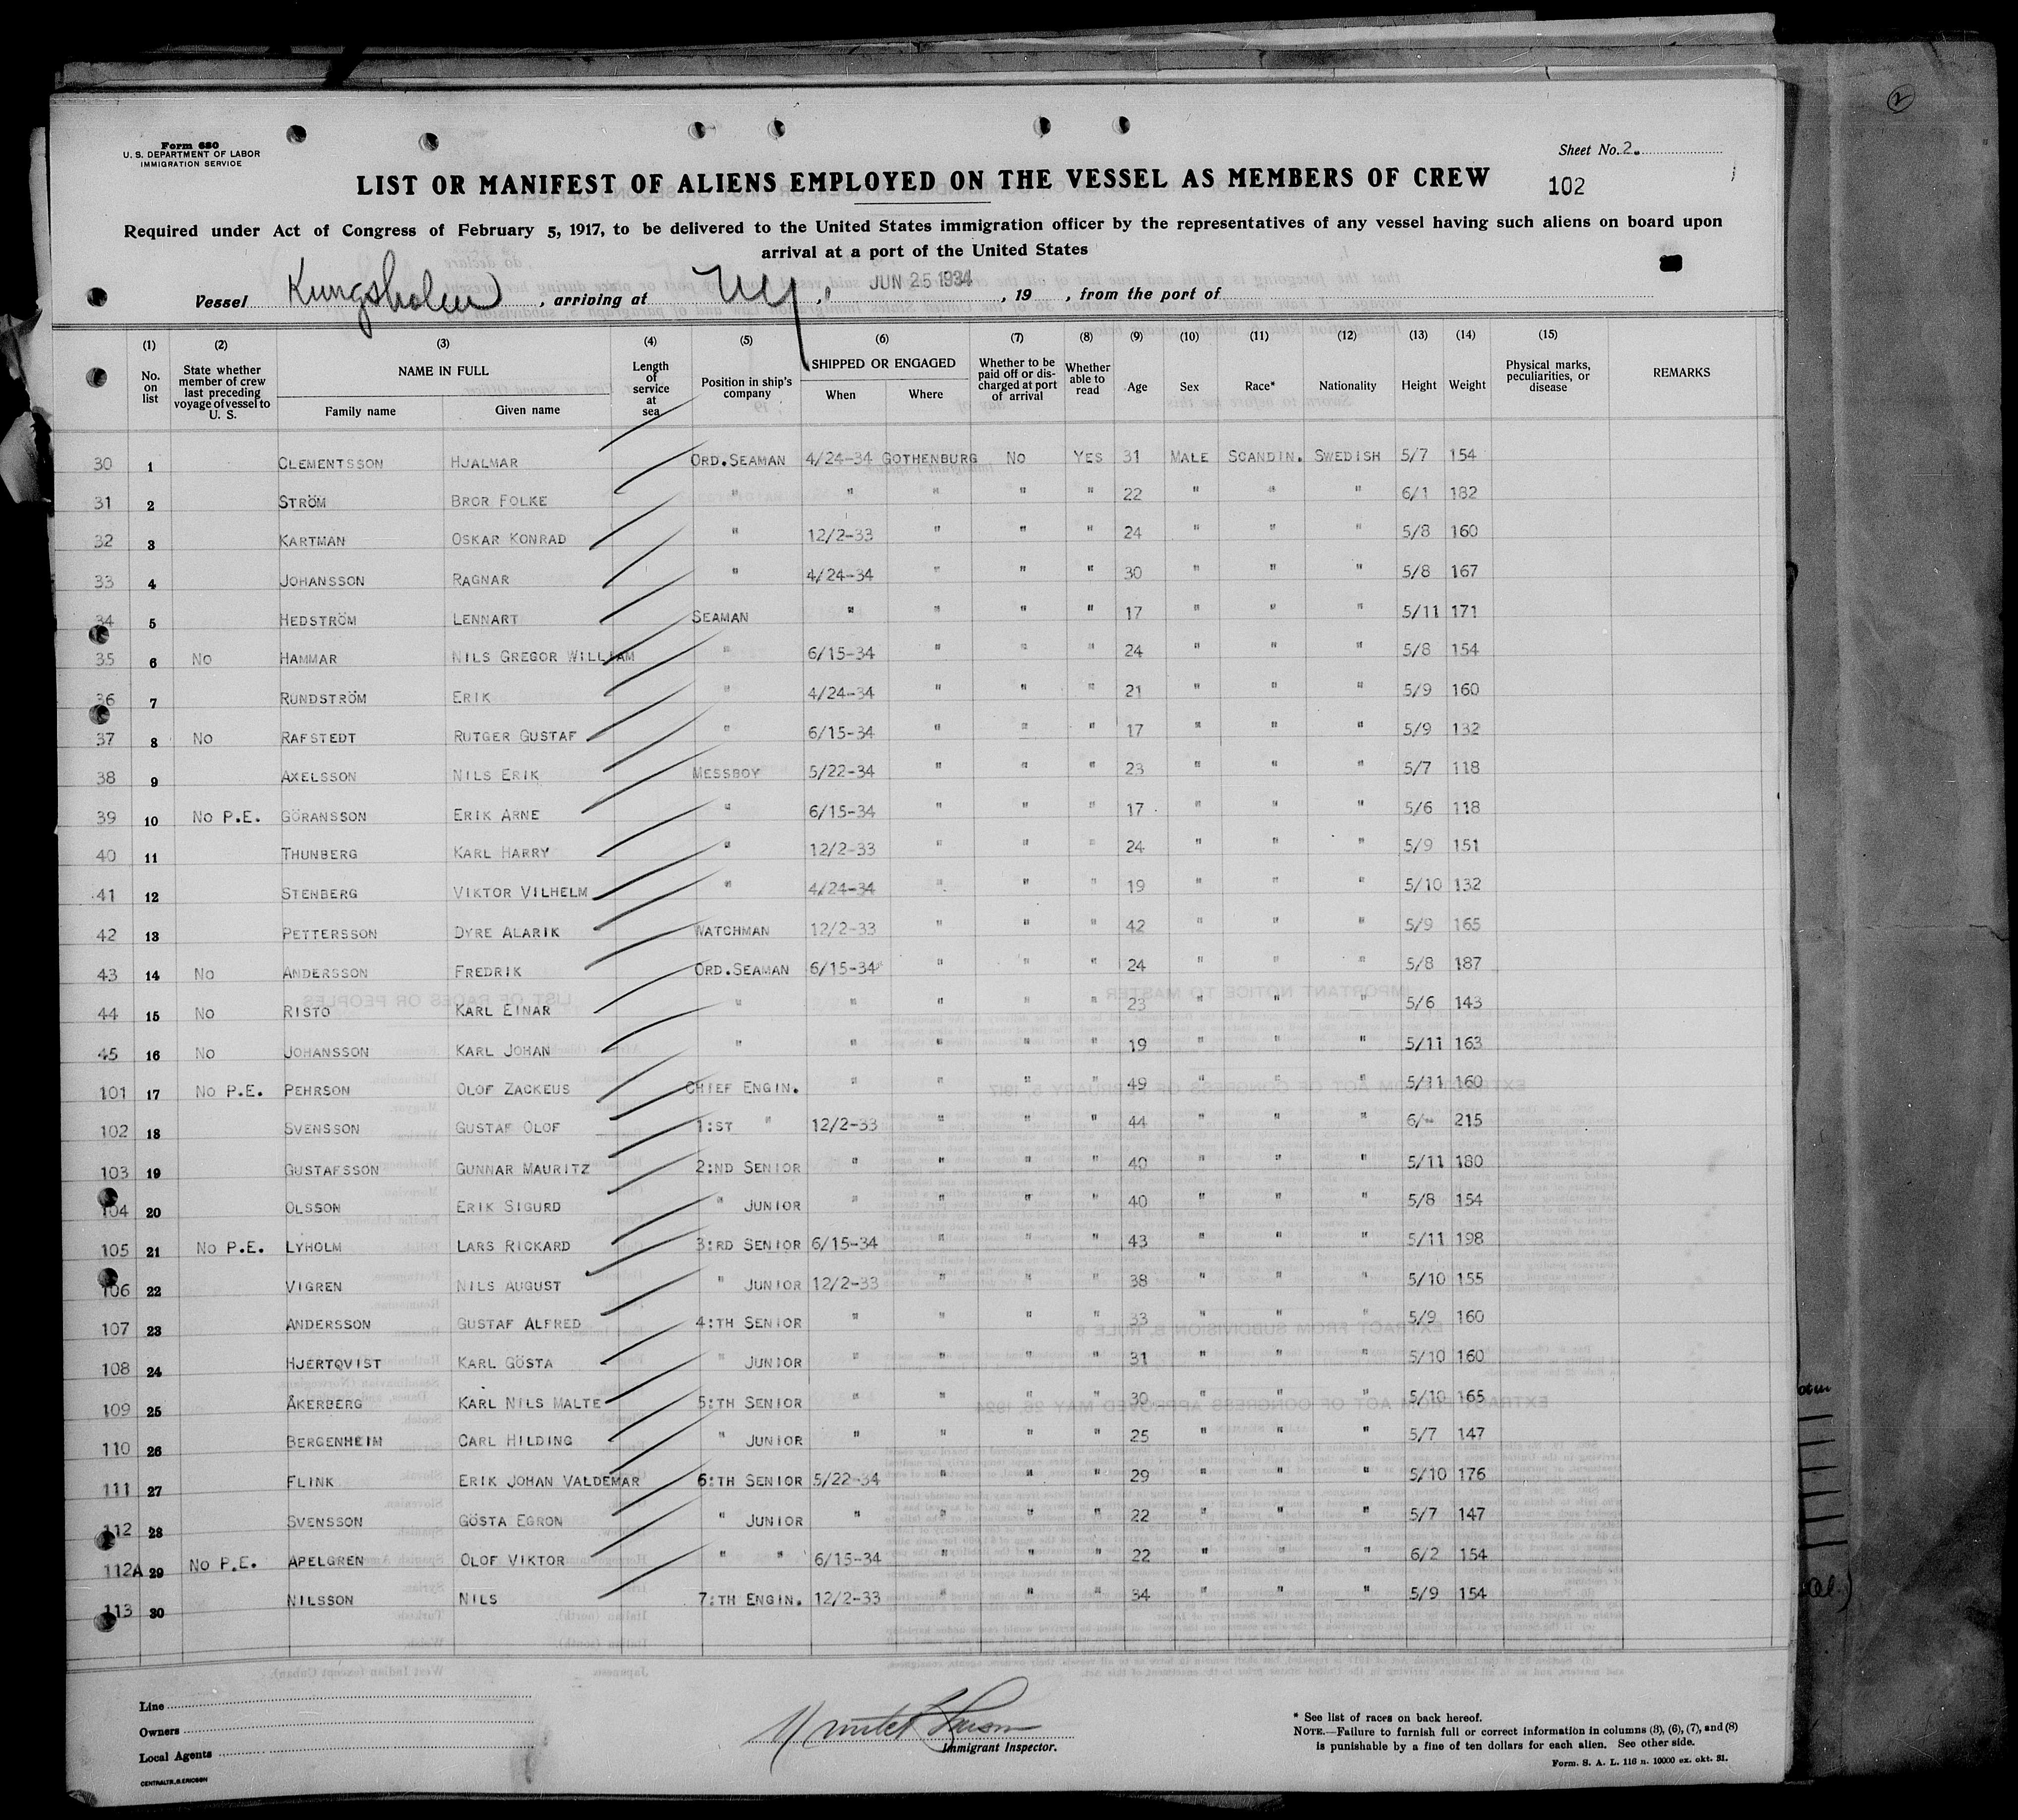 Form 680
U. S. DEPARTMENT OF LABOR
IMMIGRATION SERVICE
Sheet No. 2.
LIST OR MANIFEST OF ALIENS EMPLOYED ON THE VESSEL AS MEMBERS OF CREW
102
Required under Act of Congress of February 5, 1917, to be delivered to the United States immigration officer by the representatives of any vessel having such aliens on board upon
arrival at a port of the United States
Vessel Kungsholm , arriving at NY , JUN 25 1934 , 19 , from the port of
(1) No. on list (2) State whether member of crew last preceding voyage of vessel to U. S. (3) NAME IN FULL Family name Given name (4) Length of service at sea (5) Position in ship's company (6) SHIPPED OR ENGAGED When Where (7) Whether to be paid off or discharged at port of arrival (8) Whether able to read (9) Age (10) Sex (11) Race* (12) Nationality (13) Height (14) Weight (15) Physical marks, peculiarities, or disease REMARKS
30 1 CLEMENTSSON HJALMAR ORD.SEAMAN 4/24-34 GOTHENBURG NO YES 31 MALE SCANDIN. SWEDISH 5/7 154
31 2 STRÖM BROR FOLKE " " " " " 22 " " " 6/1 182
32 3 KARTMAN OSKAR KONRAD " 12/2-33 " " " 24 " " " 5/8 160
33 4 JOHANSSON RAGNAR " 4/24-34 " " " 30 " " " 5/8 167
34 5 HEDSTRÖM LENNART SEAMAN " " " " 17 " " " 5/11 171
35 6 NO HAMMAR NILS GREGOR WILLIAM " 6/15-34 " " " 24 " " " 5/8 154
36 7 RUNDSTRÖM ERIK " 4/24-34 " " " 21 " " " 5/9 160
37 8 NO RAFSTEDT RUTGER GUSTAF " 6/15-34 " " " 17 " " " 5/9 132
38 9 AXELSSON NILS ERIK MESSBOY 5/22-34 " " " 23 " " " 5/7 118
39 10 NO P.E. GÖRANSSON ERIK ARNE " 6/15-34 " " " 17 " " " 5/6 118
40 11 THUNBERG KARL HARRY " 12/2-33 " " " 24 " " " 5/9 151
41 12 STENBERG VIKTOR VILHELM " 4/24-34 " " " 19 " " " 5/10 132
42 13 PETTERSSON DYRE ALARIK WATCHMAN 12/2-33 " " " 42 " " " 5/9 165
43 14 NO ANDERSSON FREDRIK ORD.SEAMAN 6/15-34 " " " 24 " " " 5/8 187
44 15 NO RISTO KARL EINAR " " " " " 23 " " " 5/6 143
45 16 NO JOHANSSON KARL JOHAN " " " " " 19 " " " 5/11 163
101 17 NO P.E. PEHRSON OLOF ZACKEUS CHIEF ENGIN. " " " " 49 " " " 5/11 160
102 18 SVENSSON GUSTAF OLOF 1:ST " 12/2-33 " " " 44 " " " 6/- 215
103 19 GUSTAFSSON GUNNAR MAURITZ 2:ND SENIOR " " " " 40 " " " 5/11 180
104 20 OLSSON ERIK SIGURD " JUNIOR " " " " 40 " " " 5/8 154
105 21 NO P.E. LYHOLM LARS RICKARD 3:RD SENIOR 6/15-34 " " " 43 " " " 5/11 198
106 22 VIGREN NILS AUGUST " JUNIOR 12/2-33 " " " 38 " " " 5/10 155
107 23 ANDERSSON GUSTAF ALFRED 4:TH SENIOR " " " " 33 " " " 5/9 160
108 24 HJERTQVIST KARL GÖSTA " JUNIOR " " " " 31 " " " 5/10 160
109 25 ÅKERBERG KARL NILS MALTE 5:TH SENIOR " " " " 30 " " " 5/10 165
110 26 BERGENHEIM CARL HILDING " JUNIOR " " " " 25 " " " 5/7 147
111 27 FLINK ERIK JOHAN VALDEMAR 6:TH SENIOR 5/22-34 " " " 29 " " " 5/10 176
112 28 SVENSSON GÖSTA EGRON " JUNIOR " " " " 22 " " " 5/7 147
112A 29 NO P.E. APELGREN OLOF VIKTOR " " 6/15-34 " " " 22 " " " 6/2 154
113 30 NILSSON NILS 7:TH ENGIN. 12/2-33 " " " 34 " " " 5/9 154
Line
Owners
Local Agents
CENTRALTR., G. ERICSON
Immigrant Inspector.
* See list of races on back hereof.
NOTE.—Failure to furnish full or correct information in columns (3), (6), (7), and (8)
is punishable by a fine of ten dollars for each alien. See other side.
Form. S. A. L. 116 n. 10000 ex. okt. 31.